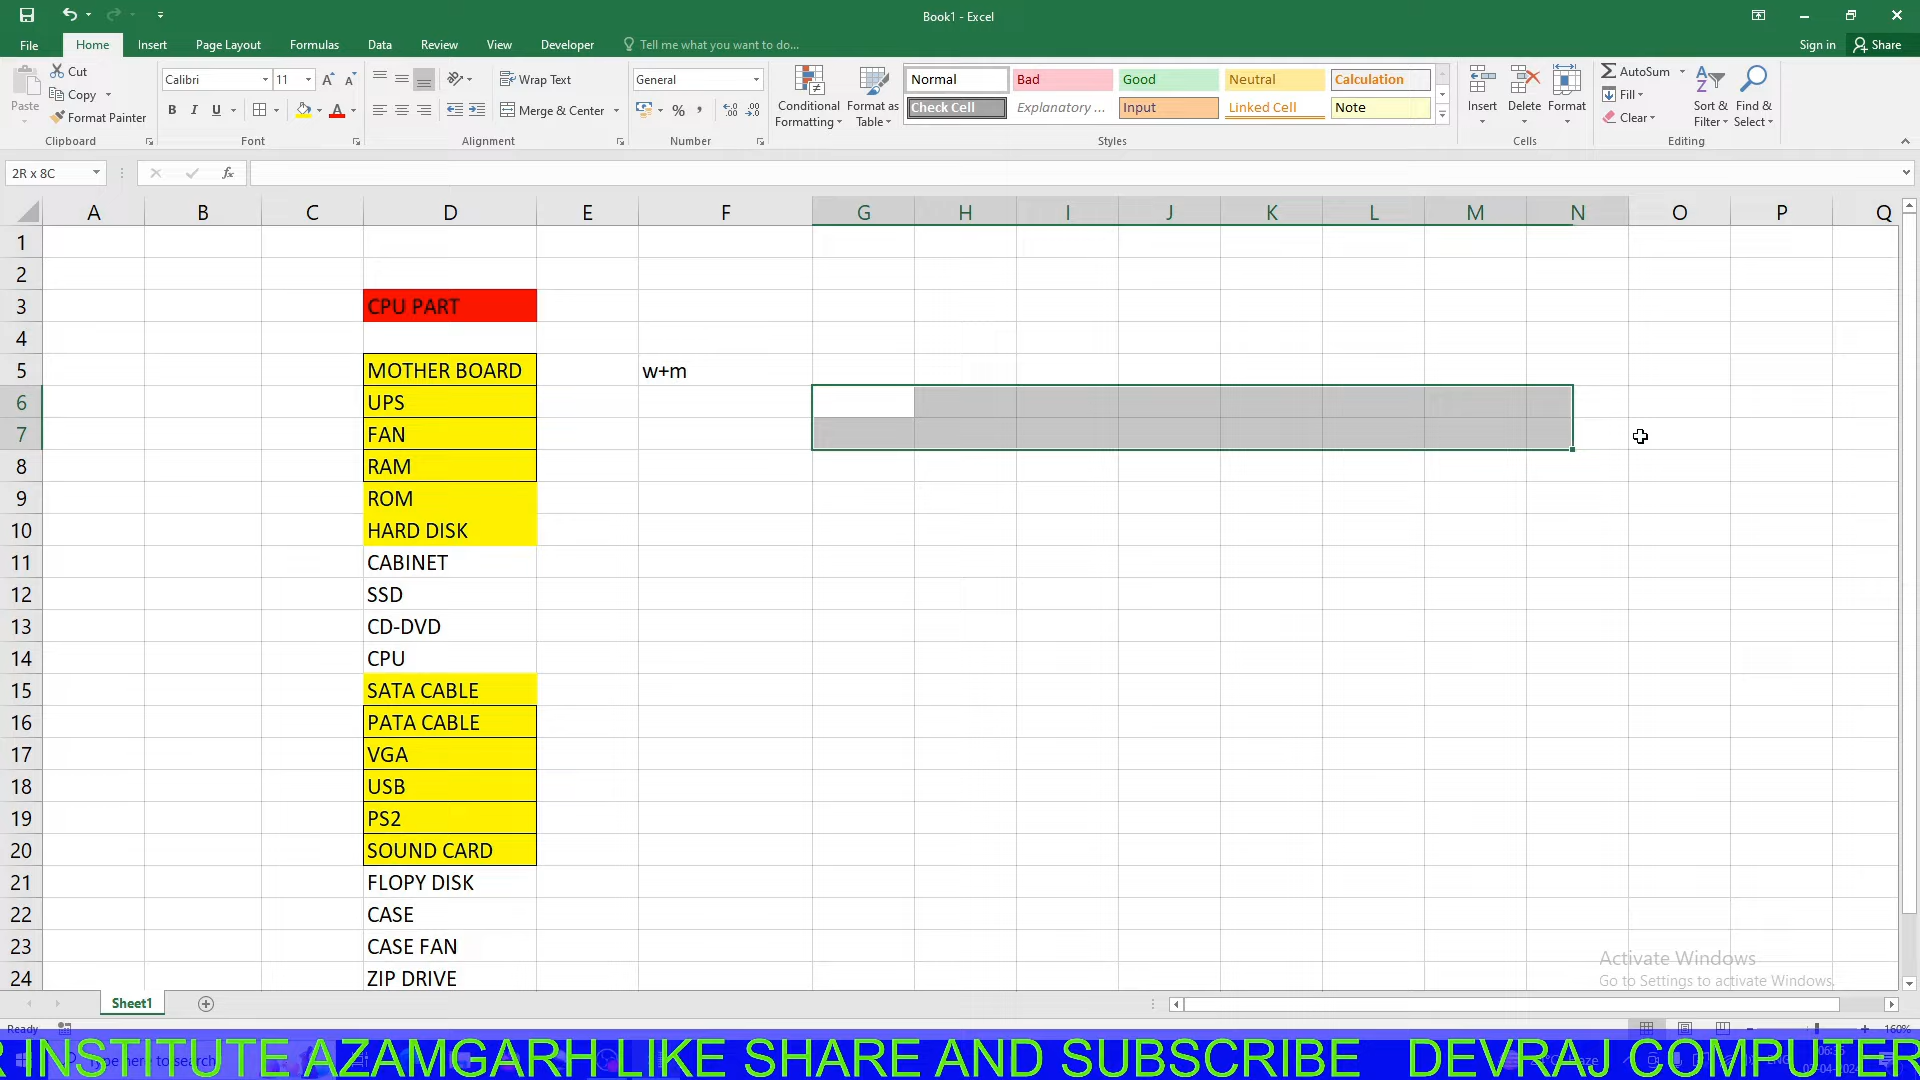 Book1 - Excel
File Home Insert Page Layout Formulas Data Review View Developer Tell me what you want to do... Sign in Share
Paste Cut Copy Format Painter Clipboard
Calibri 11 B I U Font
Wrap Text Merge & Center Alignment
General % Number
Conditional Formatting Format as Table Normal Bad Good Neutral Calculation
Check Cell Explanatory ... Input Linked Cell Note
Styles
Insert Delete Format Cells
AutoSum Fill Clear Sort & Filter Find & Select Editing
2R x 8C fx
A B C D E F G H I J K L M N O P Q
1
2
3 CPU PART
4
5 MOTHER BOARD w+m
6 UPS
7 FAN
8 RAM
9 ROM
10 HARD DISK
11 CABINET
12 SSD
13 CD-DVD
14 CPU
15 SATA CABLE
16 PATA CABLE
17 VGA
18 USB
19 PS2
20 SOUND CARD
21 FLOPY DISK
22 CASE
23 CASE FAN
24 ZIP DRIVE
Activate Windows
Go to Settings to activate Windows.
Sheet1
Ready 160%
R INSTITUTE AZAMGARH LIKE SHARE AND SUBSCRIBE DEVRAJ COMPUTER
Type here to search